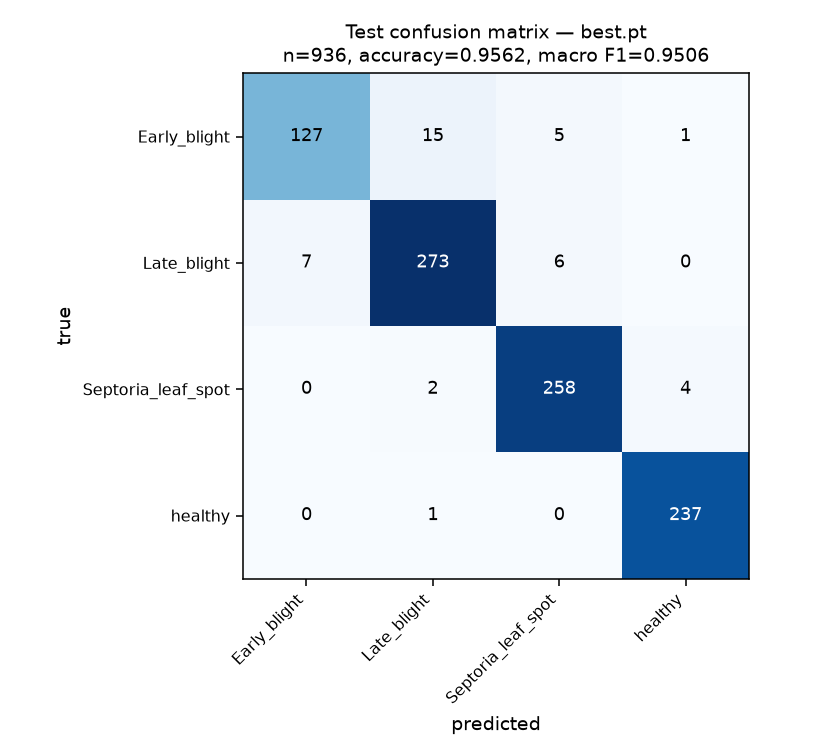 Test confusion matrix — best.pt
n=936, accuracy=0.9562, macro F1=0.9506
true
Early_blight 127 15 5 1
Late_blight 7 273 6 0
Septoria_leaf_spot 0 2 258 4
healthy 0 1 0 237
Early_blight Late_blight Septoria_leaf_spot healthy
predicted